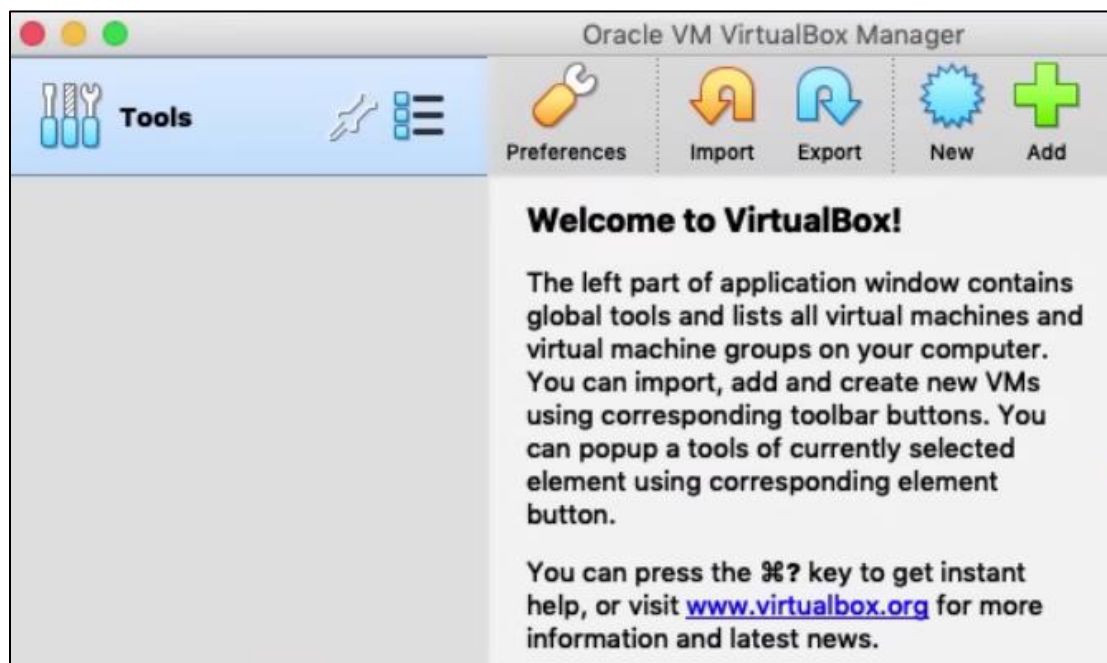 Oracle VM VirtualBox Manager
Tools
Preferences
Import
Export
New
Add
Welcome to VirtualBox!
The left part of application window contains
global tools and lists all virtual machines and
virtual machine groups on your computer.
You can import, add and create new VMs
using corresponding toolbar buttons. You
can popup a tools of currently selected
element using corresponding element
button.
You can press the ⌘? key to get instant
help, or visit www.virtualbox.org for more
information and latest news.